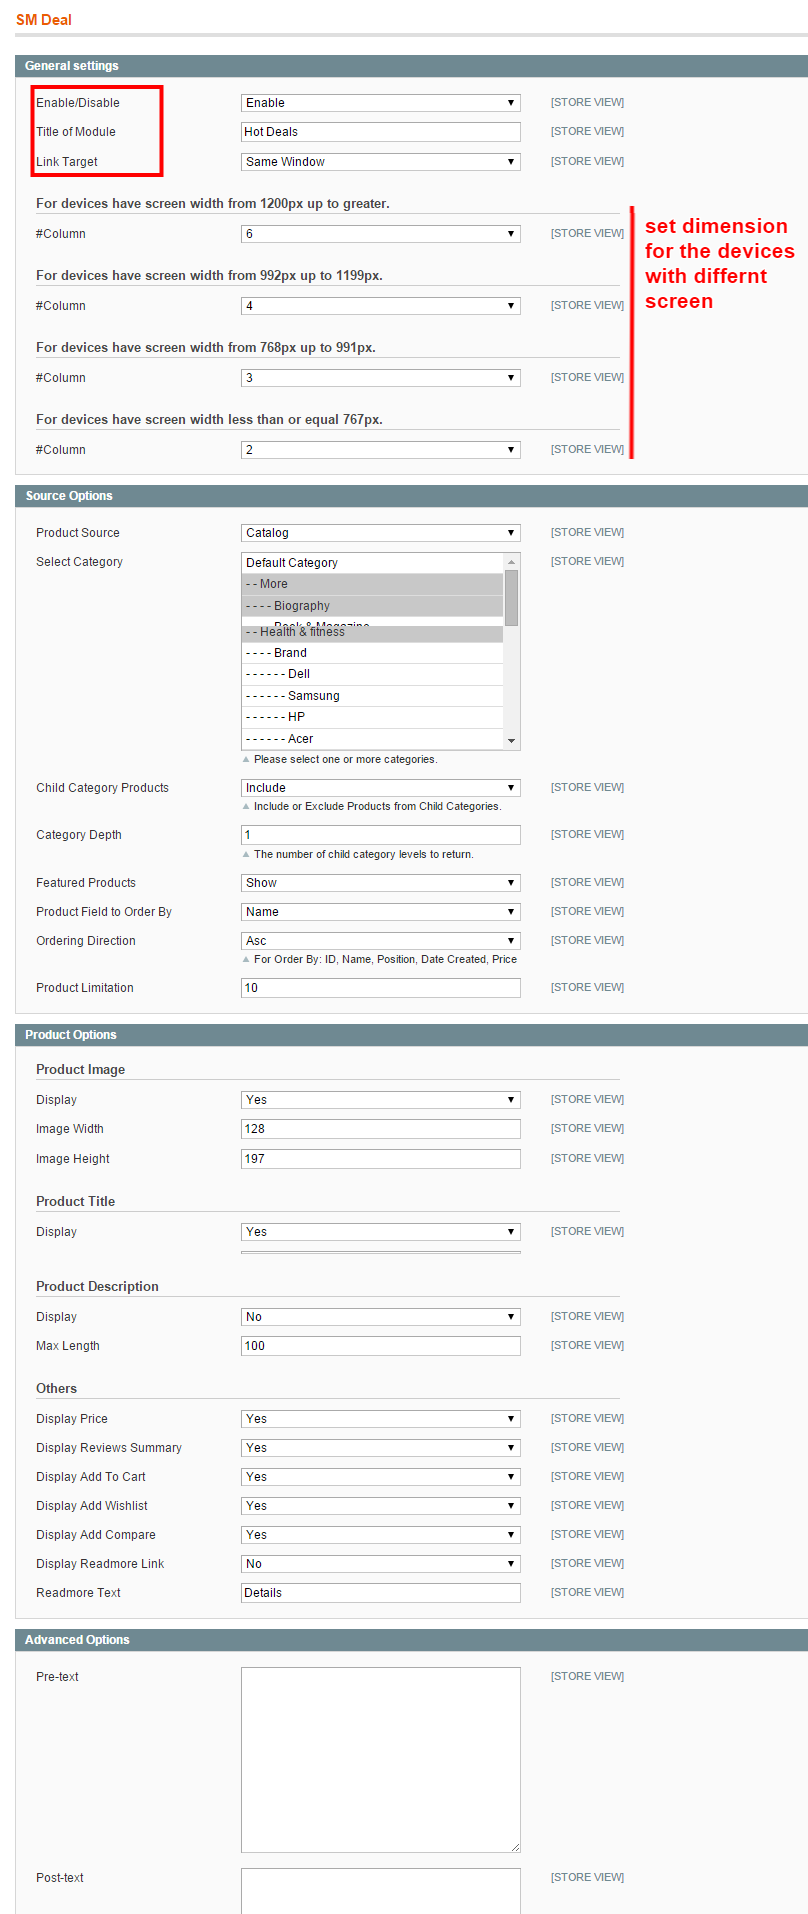 SM Deal
General settings
Enable/Disable Enable ▼ [STORE VIEW]
Title of Module Hot Deals [STORE VIEW]
Link Target Same Window ▼ [STORE VIEW]
For devices have screen width from 1200px up to greater.
#Column 6 ▼ [STORE VIEW]
set dimension
for the devices
with differnt
screen
For devices have screen width from 992px up to 1199px.
#Column 4 ▼ [STORE VIEW]
For devices have screen width from 768px up to 991px.
#Column 3 ▼ [STORE VIEW]
For devices have screen width less than or equal 767px.
#Column 2 ▼ [STORE VIEW]
Source Options
Product Source Catalog ▼ [STORE VIEW]
Select Category Default Category [STORE VIEW]
- - More
- - - - Biography
- - - - Book & Magazine
- - Health & fitness
- - - - Brand
- - - - - - Dell
- - - - - - Samsung
- - - - - - HP
- - - - - - Acer
▲ Please select one or more categories.
Child Category Products Include ▼ [STORE VIEW]
▲ Include or Exclude Products from Child Categories.
Category Depth 1 [STORE VIEW]
▲ The number of child category levels to return.
Featured Products Show ▼ [STORE VIEW]
Product Field to Order By Name ▼ [STORE VIEW]
Ordering Direction Asc ▼ [STORE VIEW]
▲ For Order By: ID, Name, Position, Date Created, Price
Product Limitation 10 [STORE VIEW]
Product Options
Product Image
Display Yes ▼ [STORE VIEW]
Image Width 128 [STORE VIEW]
Image Height 197 [STORE VIEW]
Product Title
Display Yes ▼ [STORE VIEW]
Product Description
Display No ▼ [STORE VIEW]
Max Length 100 [STORE VIEW]
Others
Display Price Yes ▼ [STORE VIEW]
Display Reviews Summary Yes ▼ [STORE VIEW]
Display Add To Cart Yes ▼ [STORE VIEW]
Display Add Wishlist Yes ▼ [STORE VIEW]
Display Add Compare Yes ▼ [STORE VIEW]
Display Readmore Link No ▼ [STORE VIEW]
Readmore Text Details [STORE VIEW]
Advanced Options
Pre-text [STORE VIEW]
Post-text [STORE VIEW]